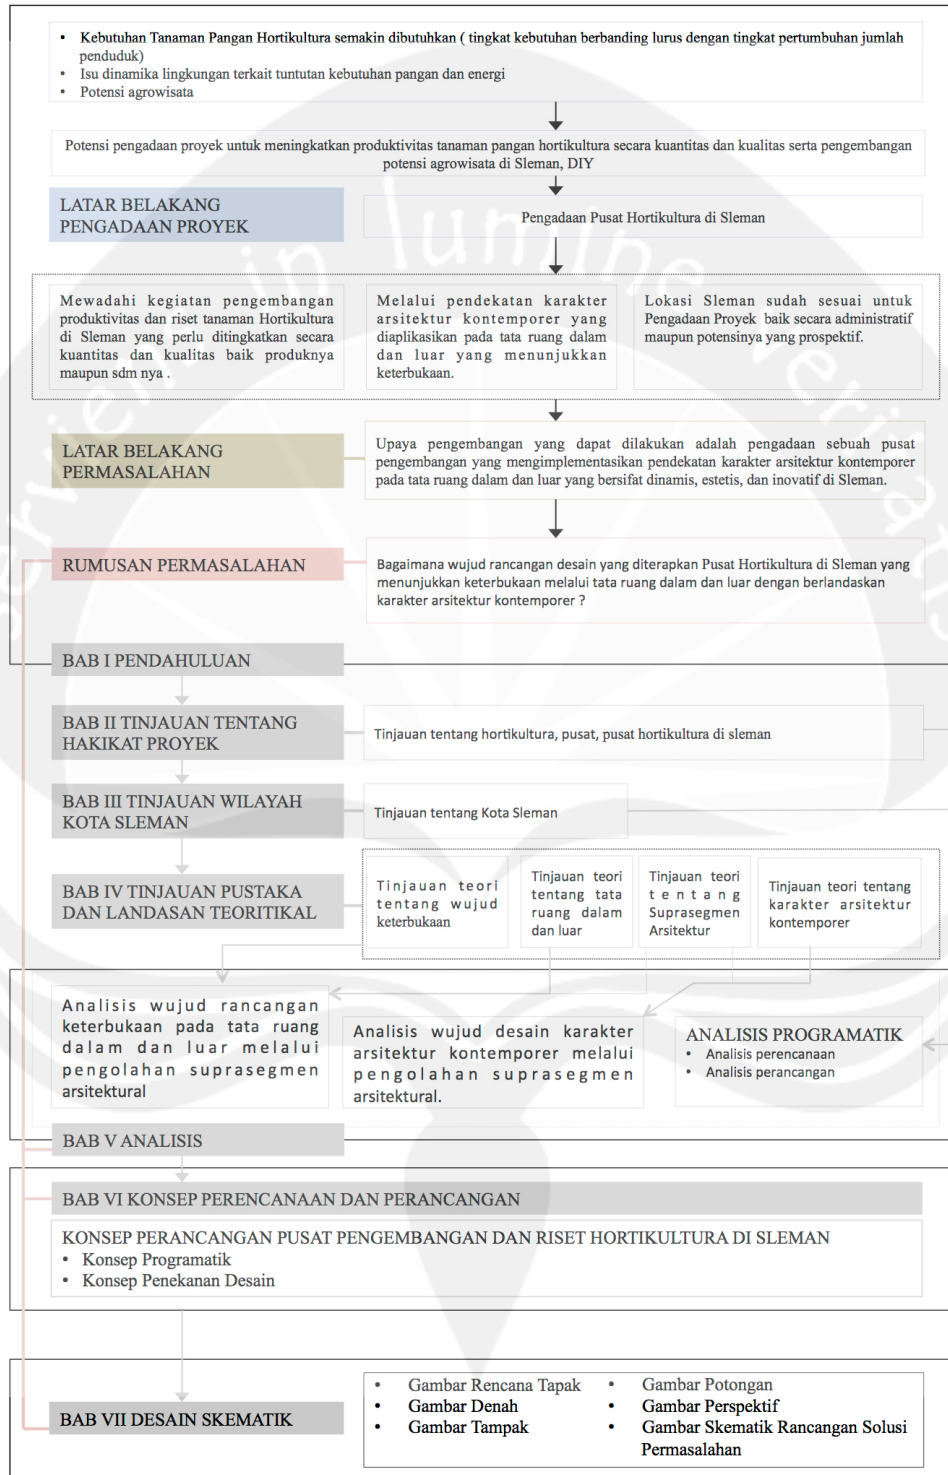 • Kebutuhan Tanaman Pangan Hortikultura semakin dibutuhkan ( tingkat kebutuhan berbanding lurus dengan tingkat pertumbuhan jumlah
penduduk)
• Isu dinamika lingkungan terkait tuntutan kebutuhan pangan dan energi
• Potensi agrowisata
Potensi pengadaan proyek untuk meningkatkan produktivitas tanaman pangan hortikultura secara kuantitas dan kualitas serta pengembangan
potensi agrowisata di Sleman, DIY
LATAR BELAKANG
PENGADAAN PROYEK
Pengadaan Pusat Hortikultura di Sleman
Mewadahi kegiatan pengembangan
produktivitas dan riset tanaman Hortikultura
di Sleman yang perlu ditingkatkan secara
kuantitas dan kualitas baik produknya
maupun sdm nya .
Melalui pendekatan karakter
arsitektur kontemporer yang
diaplikasikan pada tata ruang dalam
dan luar yang menunjukkan
keterbukaan.
Lokasi Sleman sudah sesuai untuk
Pengadaan Proyek baik secara administratif
maupun potensinya yang prospektif.
LATAR BELAKANG
PERMASALAHAN
Upaya pengembangan yang dapat dilakukan adalah pengadaan sebuah pusat
pengembangan yang mengimplementasikan pendekatan karakter arsitektur kontemporer
pada tata ruang dalam dan luar yang bersifat dinamis, estetis, dan inovatif di Sleman.
RUMUSAN PERMASALAHAN
Bagaimana wujud rancangan desain yang diterapkan Pusat Hortikultura di Sleman yang
menunjukkan keterbukaan melalui tata ruang dalam dan luar dengan berlandaskan
karakter arsitektur kontemporer ?
BAB I PENDAHULUAN
BAB II TINJAUAN TENTANG
HAKIKAT PROYEK
Tinjauan tentang hortikultura, pusat, pusat hortikultura di sleman
BAB III TINJAUAN WILAYAH
KOTA SLEMAN
Tinjauan tentang Kota Sleman
BAB IV TINJAUAN PUSTAKA
DAN LANDASAN TEORITIKAL
Tinjauan teori
tentang wujud
keterbukaan
Tinjauan teori
tentang tata
ruang dalam
dan luar
Tinjauan teori
tentang
Suprasegmen
Arsitektur
Tinjauan teori tentang
karakter arsitektur
kontemporer
Analisis wujud rancangan
keterbukaan pada tata ruang
dalam dan luar melalui
pengolahan suprasegmen
arsitektural
Analisis wujud desain karakter
arsitektur kontemporer melalui
pengolahan suprasegmen
arsitektural.
ANALISIS PROGRAMATIK
• Analisis perencanaan
• Analisis perancangan
BAB V ANALISIS
BAB VI KONSEP PERENCANAAN DAN PERANCANGAN
KONSEP PERANCANGAN PUSAT PENGEMBANGAN DAN RISET HORTIKULTURA DI SLEMAN
• Konsep Programatik
• Konsep Penekanan Desain
BAB VII DESAIN SKEMATIK
• Gambar Rencana Tapak
• Gambar Denah
• Gambar Tampak
• Gambar Potongan
• Gambar Perspektif
• Gambar Skematik Rancangan Solusi
Permasalahan
serviens in lumine veritatis